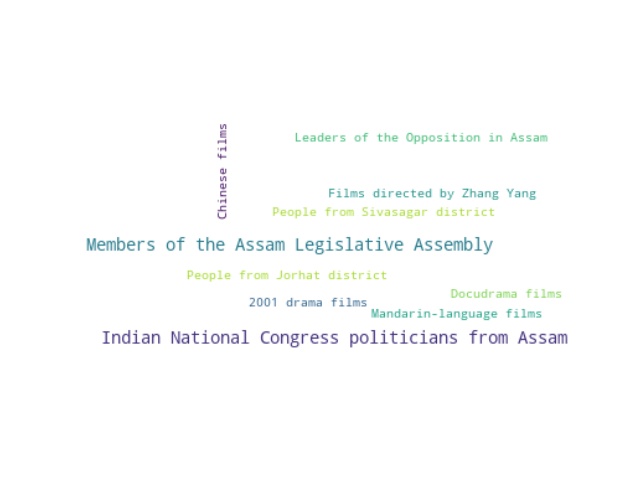 Chinese films
Leaders of the Opposition in Assam
Films directed by Zhang Yang
People from Sivasagar district
Members of the Assam Legislative Assembly
People from Jorhat district
Docudrama films
2001 drama films
Mandarin-language films
Indian National Congress politicians from Assam